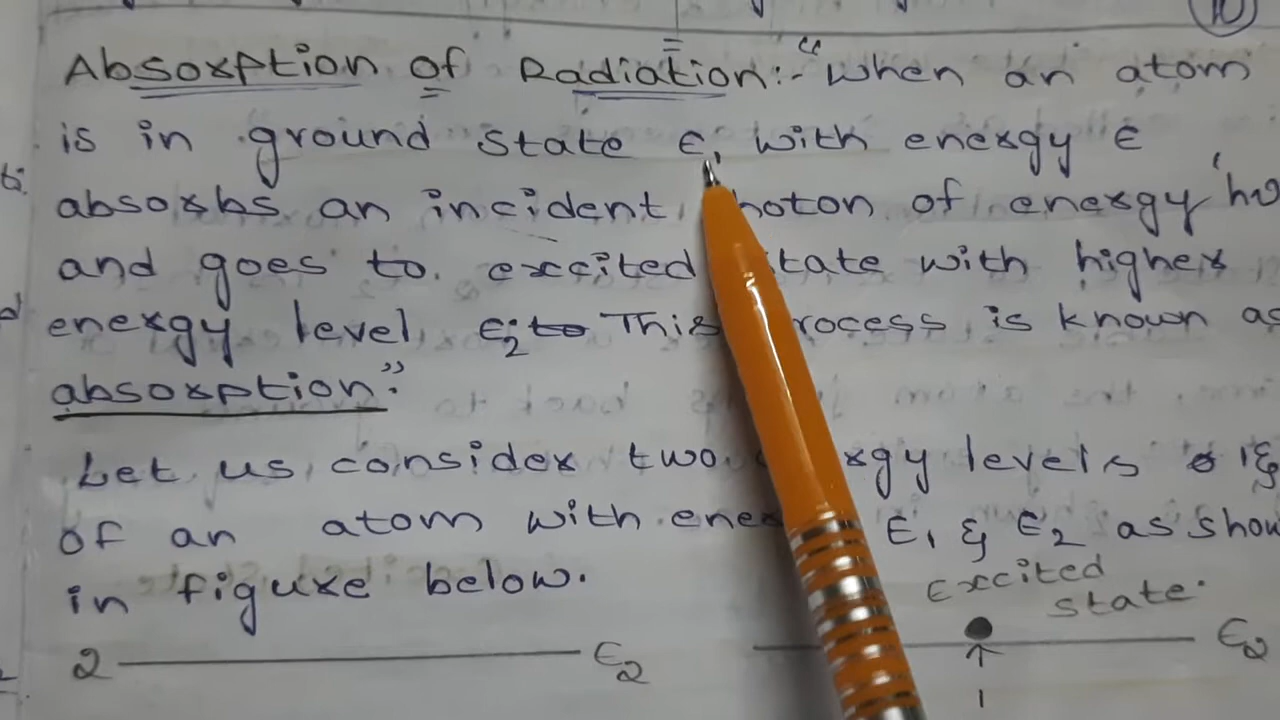 10
Absorption of Radiation:- "When an atom
is in ground state E1 with energy E
absorbs an incident photon of energy 'hυ
and goes to excited state with higher
energy level E2 to This process is known as
absorption".
Let us consider two energy levels 1 &
of an atom with ener E1 & E2 as show
in figure below.
Excited
state.
2 E2 E2